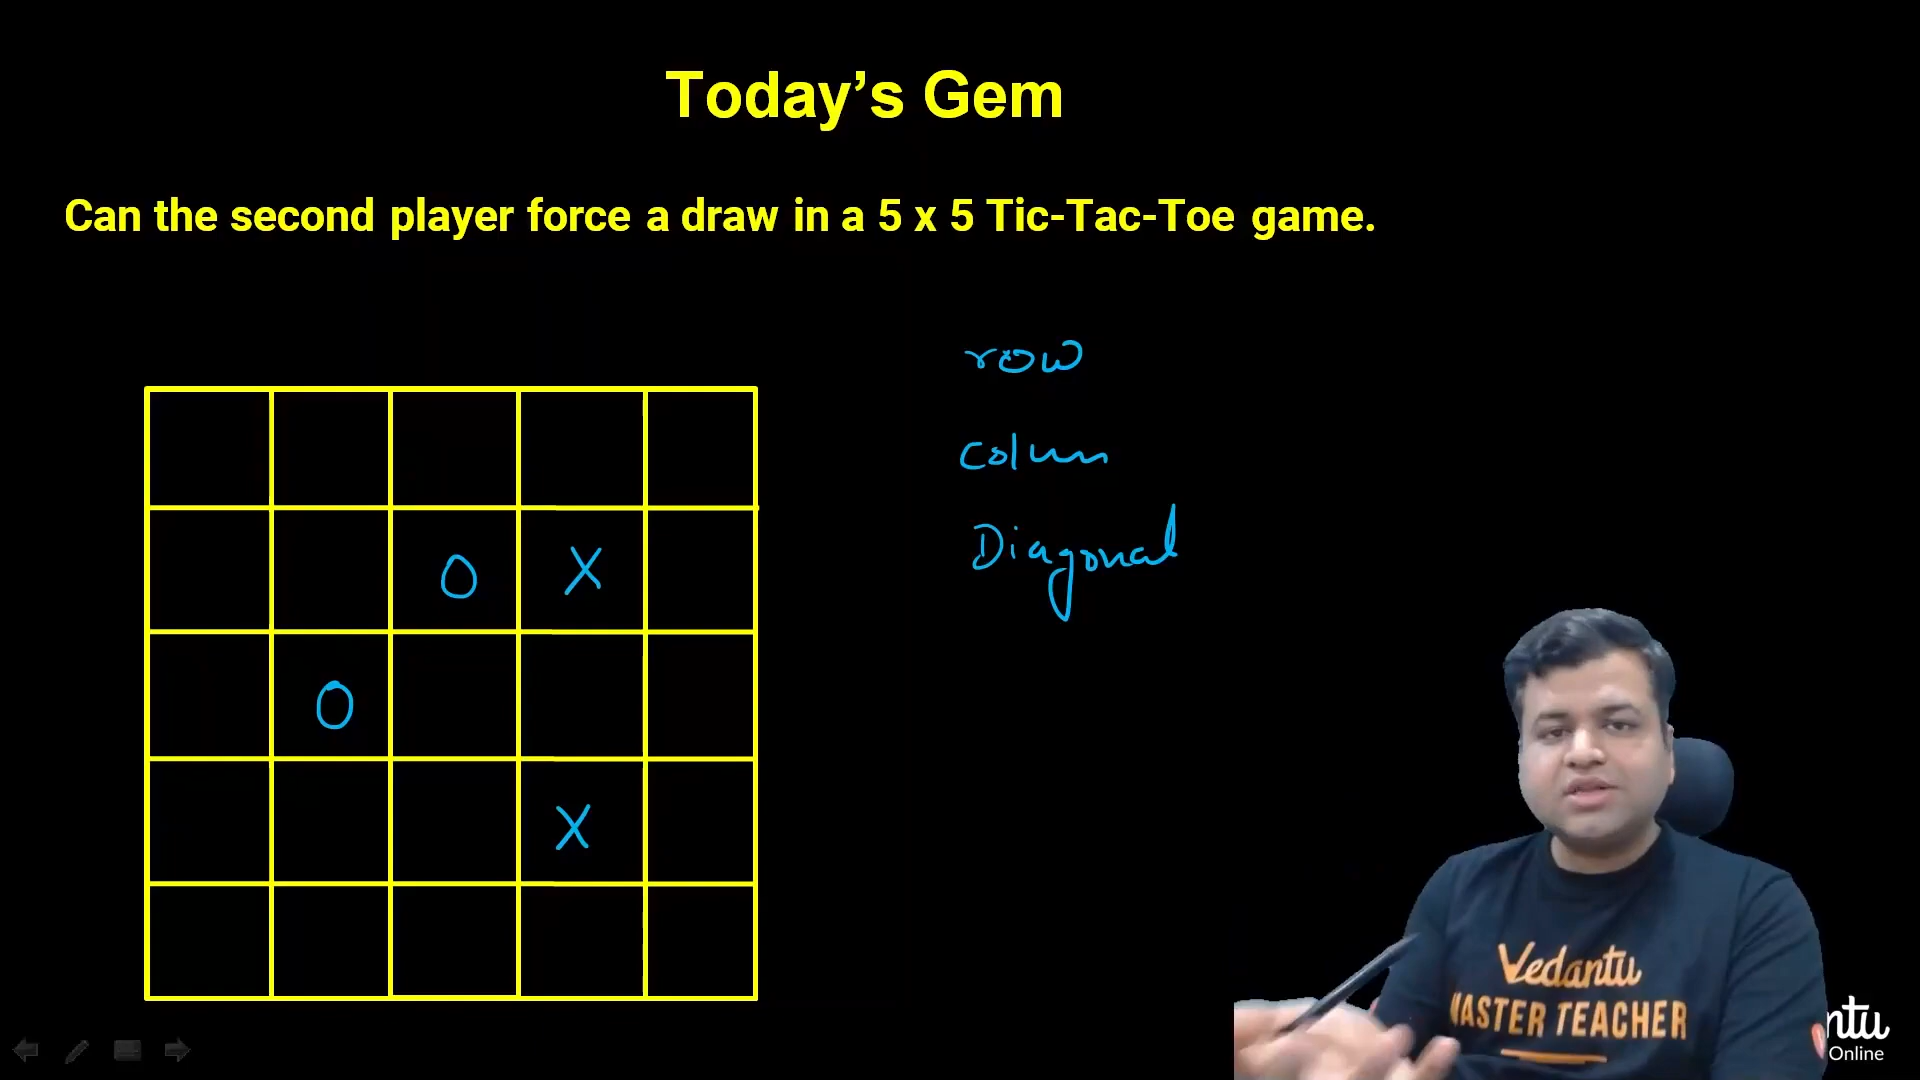 Today’s Gem
Can the second player force a draw in a 5 x 5 Tic-Tac-Toe game.
row
Colum
Diagonal
O X
O
X
Vedantu
MASTER TEACHER
ntu
Online